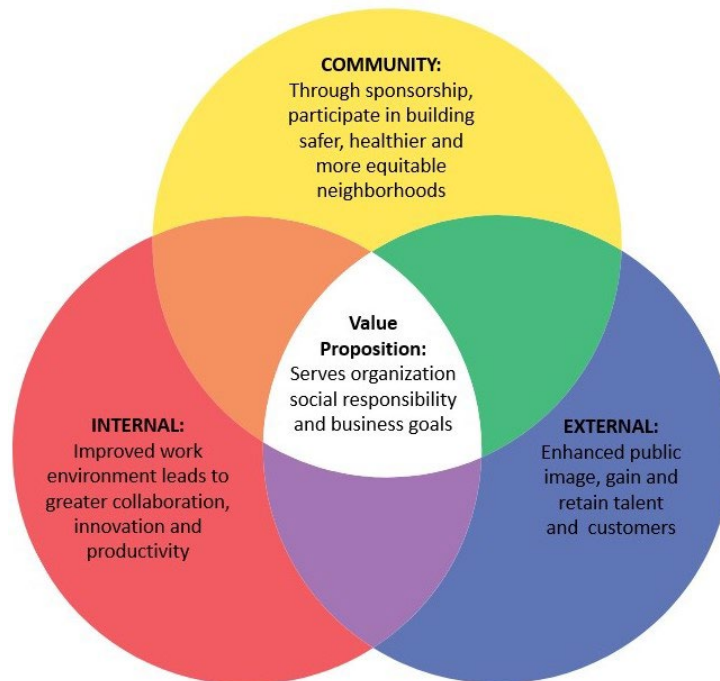 COMMUNITY:
Through sponsorship,
participate in building
safer, healthier and
more equitable
neighborhoods
Value
Proposition:
Serves organization
social responsibility
and business goals
INTERNAL:
Improved work
environment leads to
greater collaboration,
innovation and
productivity
EXTERNAL:
Enhanced public
image, gain and
retain talent
and customers